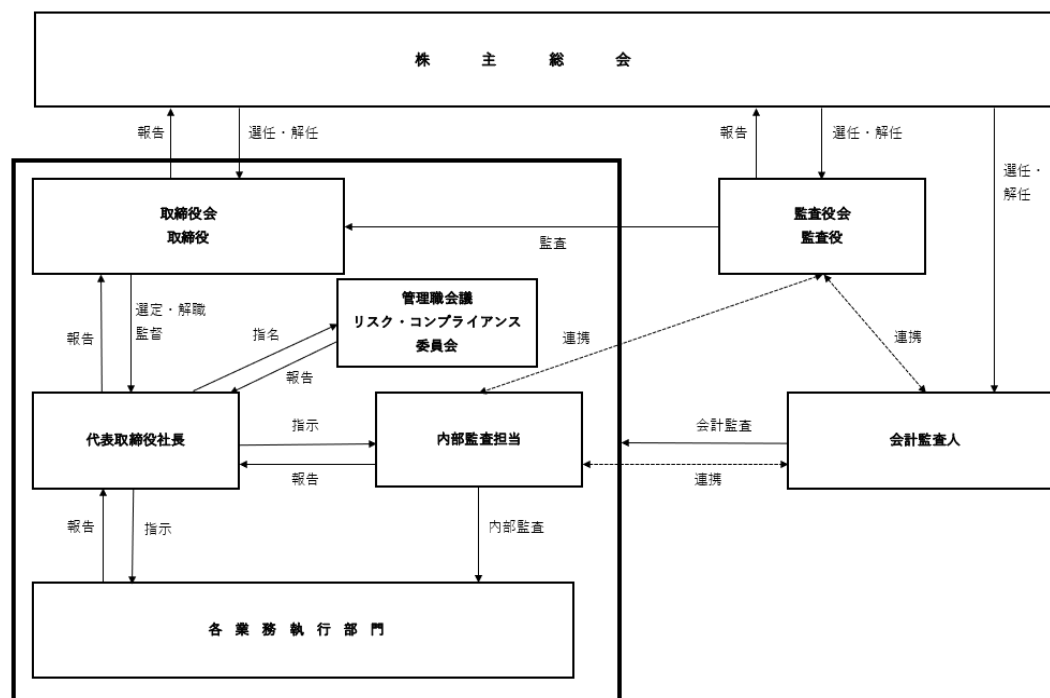 株 主 総 会
報告
選任・解任
報告
選任・解任
選任・
解任
取締役会
取締役
監査役会
監査役
監査
管理職会議
リスク・コンプライアンス
委員会
選定・解職
監督
報告
指名
報告
連携
連携
代表取締役社長
指示
報告
内部監査担当
会計監査
連携
会計監査人
報告
指示
内部監査
各 業 務 執 行 部 門